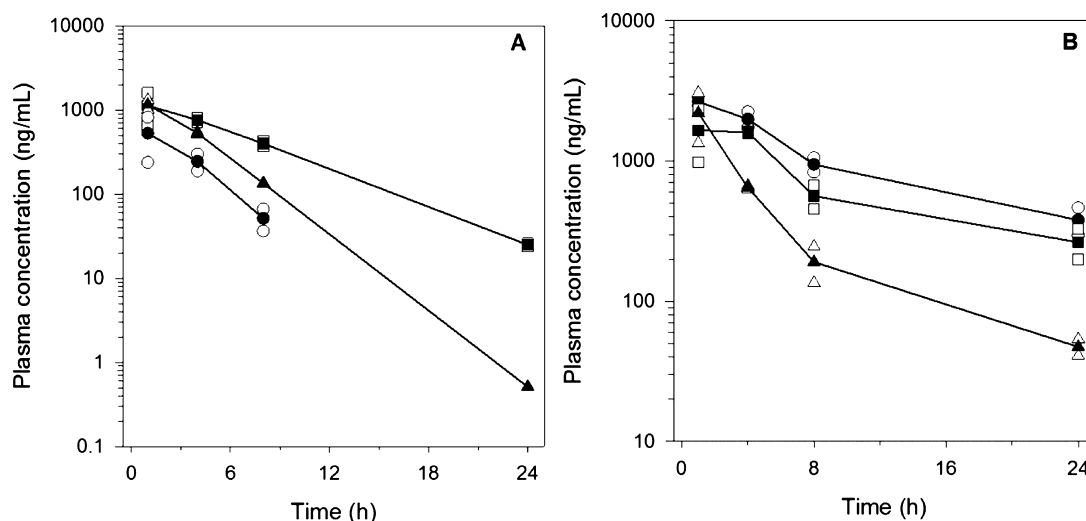 A
Plasma concentration (ng/mL)
10000
1000
100
10
1
0.1
0 6 12 18 24
Time (h)
B
Plasma concentration (ng/mL)
10000
1000
100
10
0 8 16 24
Time (h)